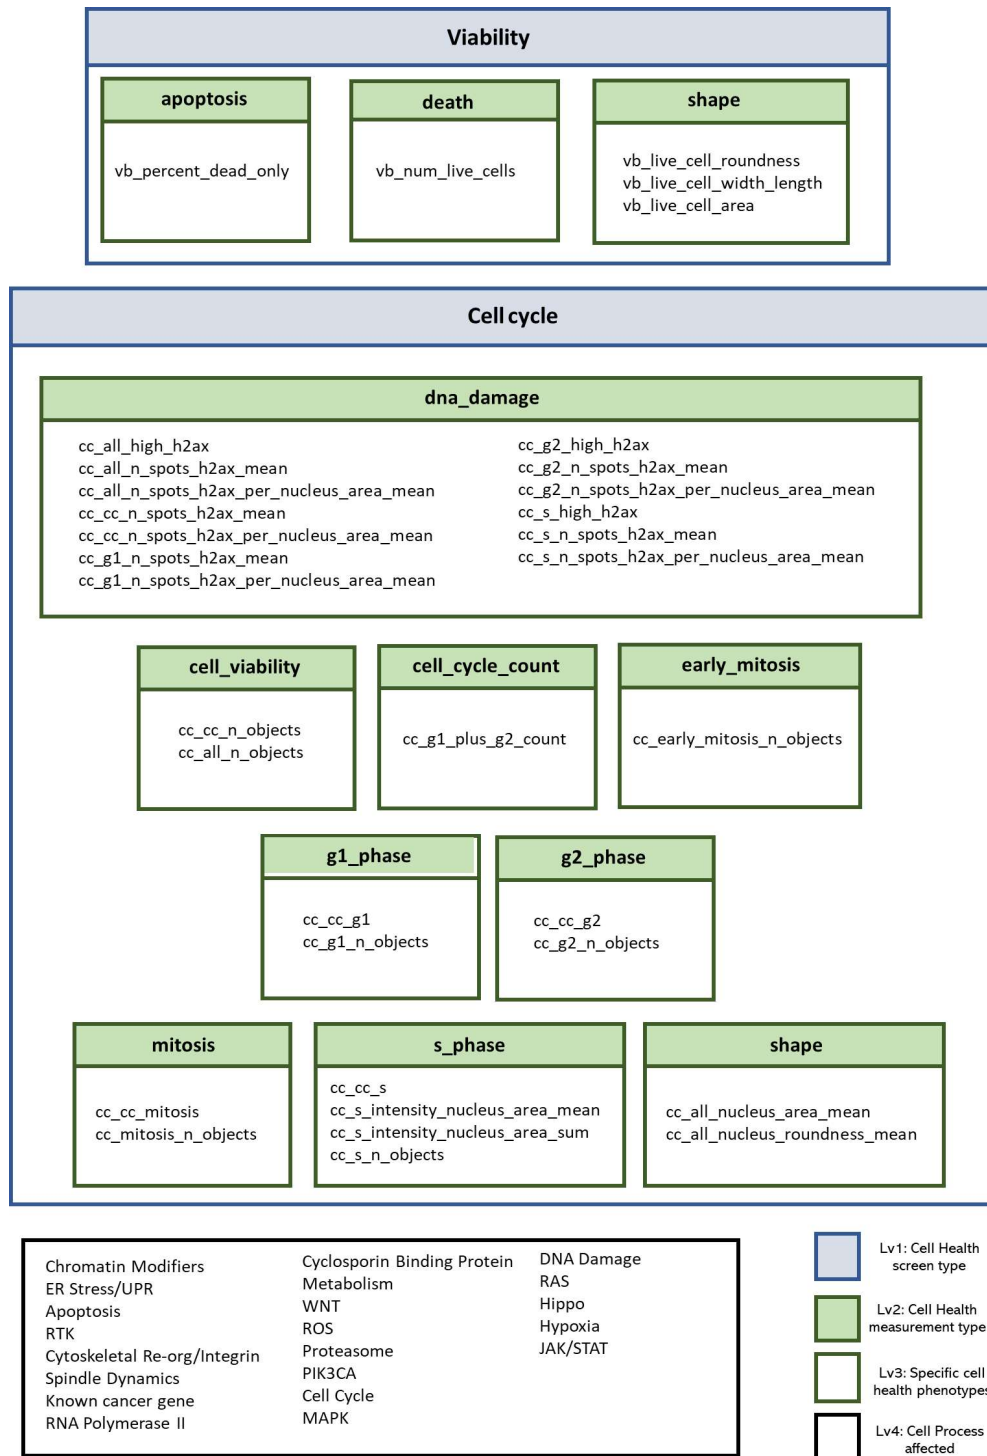 Viability
apoptosis
vb_percent_dead_only
death
vb_num_live_cells
shape
vb_live_cell_roundness
vb_live_cell_width_length
vb_live_cell_area
Cell cycle
dna_damage
cc_all_high_h2ax
cc_all_n_spots_h2ax_mean
cc_all_n_spots_h2ax_per_nucleus_area_mean
cc_cc_n_spots_h2ax_mean
cc_cc_n_spots_h2ax_per_nucleus_area_mean
cc_g1_n_spots_h2ax_mean
cc_g1_n_spots_h2ax_per_nucleus_area_mean
cc_g2_high_h2ax
cc_g2_n_spots_h2ax_mean
cc_g2_n_spots_h2ax_per_nucleus_area_mean
cc_s_high_h2ax
cc_s_n_spots_h2ax_mean
cc_s_n_spots_h2ax_per_nucleus_area_mean
cell_viability
cc_cc_n_objects
cc_all_n_objects
cell_cycle_count
cc_g1_plus_g2_count
early_mitosis
cc_early_mitosis_n_objects
g1_phase
cc_cc_g1
cc_g1_n_objects
g2_phase
cc_cc_g2
cc_g2_n_objects
mitosis
cc_cc_mitosis
cc_mitosis_n_objects
s_phase
cc_cc_s
cc_s_intensity_nucleus_area_mean
cc_s_intensity_nucleus_area_sum
cc_s_n_objects
shape
cc_all_nucleus_area_mean
cc_all_nucleus_roundness_mean
Chromatin Modifiers
ER Stress/UPR
Apoptosis
RTK
Cytoskeletal Re-org/Integrin
Spindle Dynamics
Known cancer gene
RNA Polymerase II
Cyclosporin Binding Protein
Metabolism
WNT
ROS
Proteasome
PIK3CA
Cell Cycle
MAPK
DNA Damage
RAS
Hippo
Hypoxia
JAK/STAT
Lv1: Cell Health
screen type
Lv2: Cell Health
measurement type
Lv3: Specific cell
health phenotypes
Lv4: Cell Process
affected